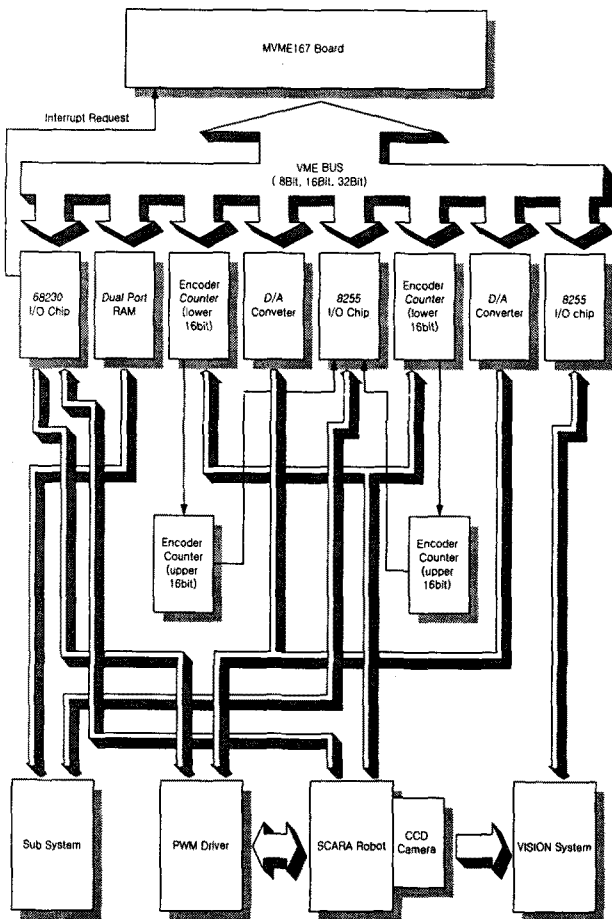 MVME167 Board
Interrupt Request
VME BUS
( 8Bit, 16Bit, 32Bit)
68230
I/O Chip
Dual Port
RAM
Encoder
Counter
(lower
16bit)
D/A
Conveter
8255
I/O Chip
Encoder
Counter
(lower
16bit)
D/A
Converter
8255
I/O chip
Encoder
Counter
(upper
16bit)
Encoder
Counter
(upper
16bit)
Sub System
PWM Driver
SCARA Robot
CCD
Camera
VISION System